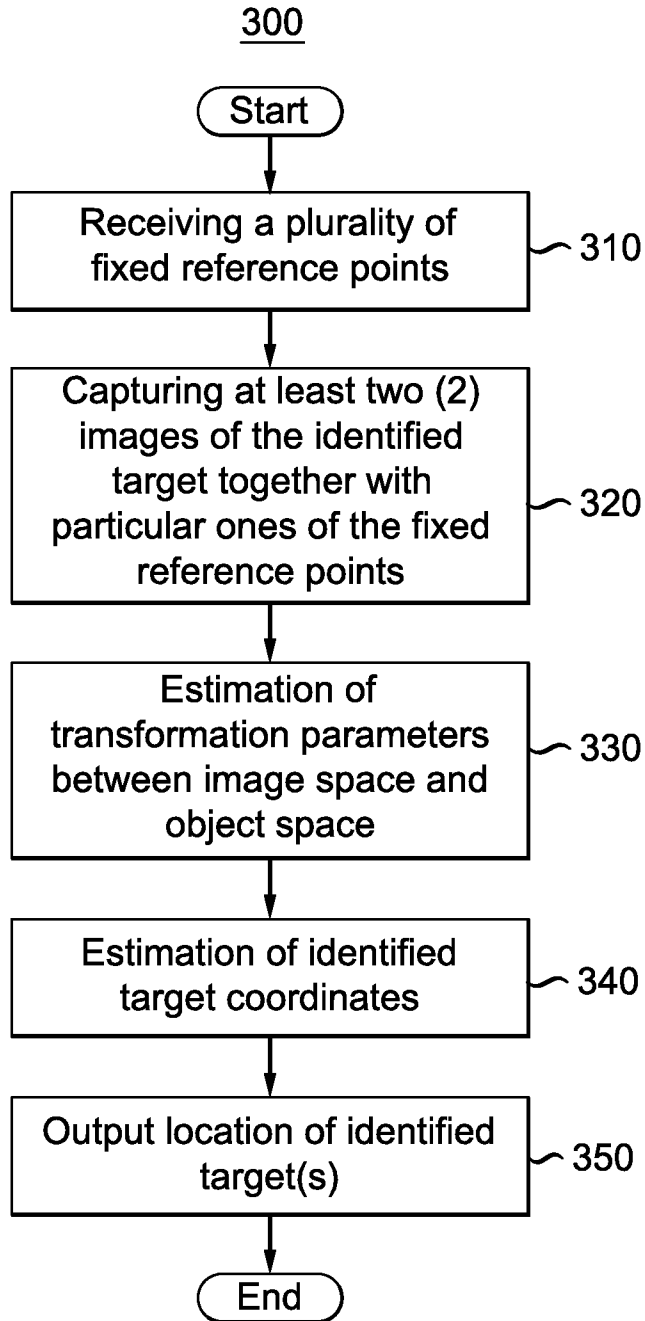 300
Start
Receiving a plurality of
fixed reference points
310
Capturing at least two (2)
images of the identified
target together with
particular ones of the fixed
reference points
320
Estimation of
transformation parameters
between image space and
object space
330
Estimation of identified
target coordinates
340
Output location of identified
target(s)
350
End